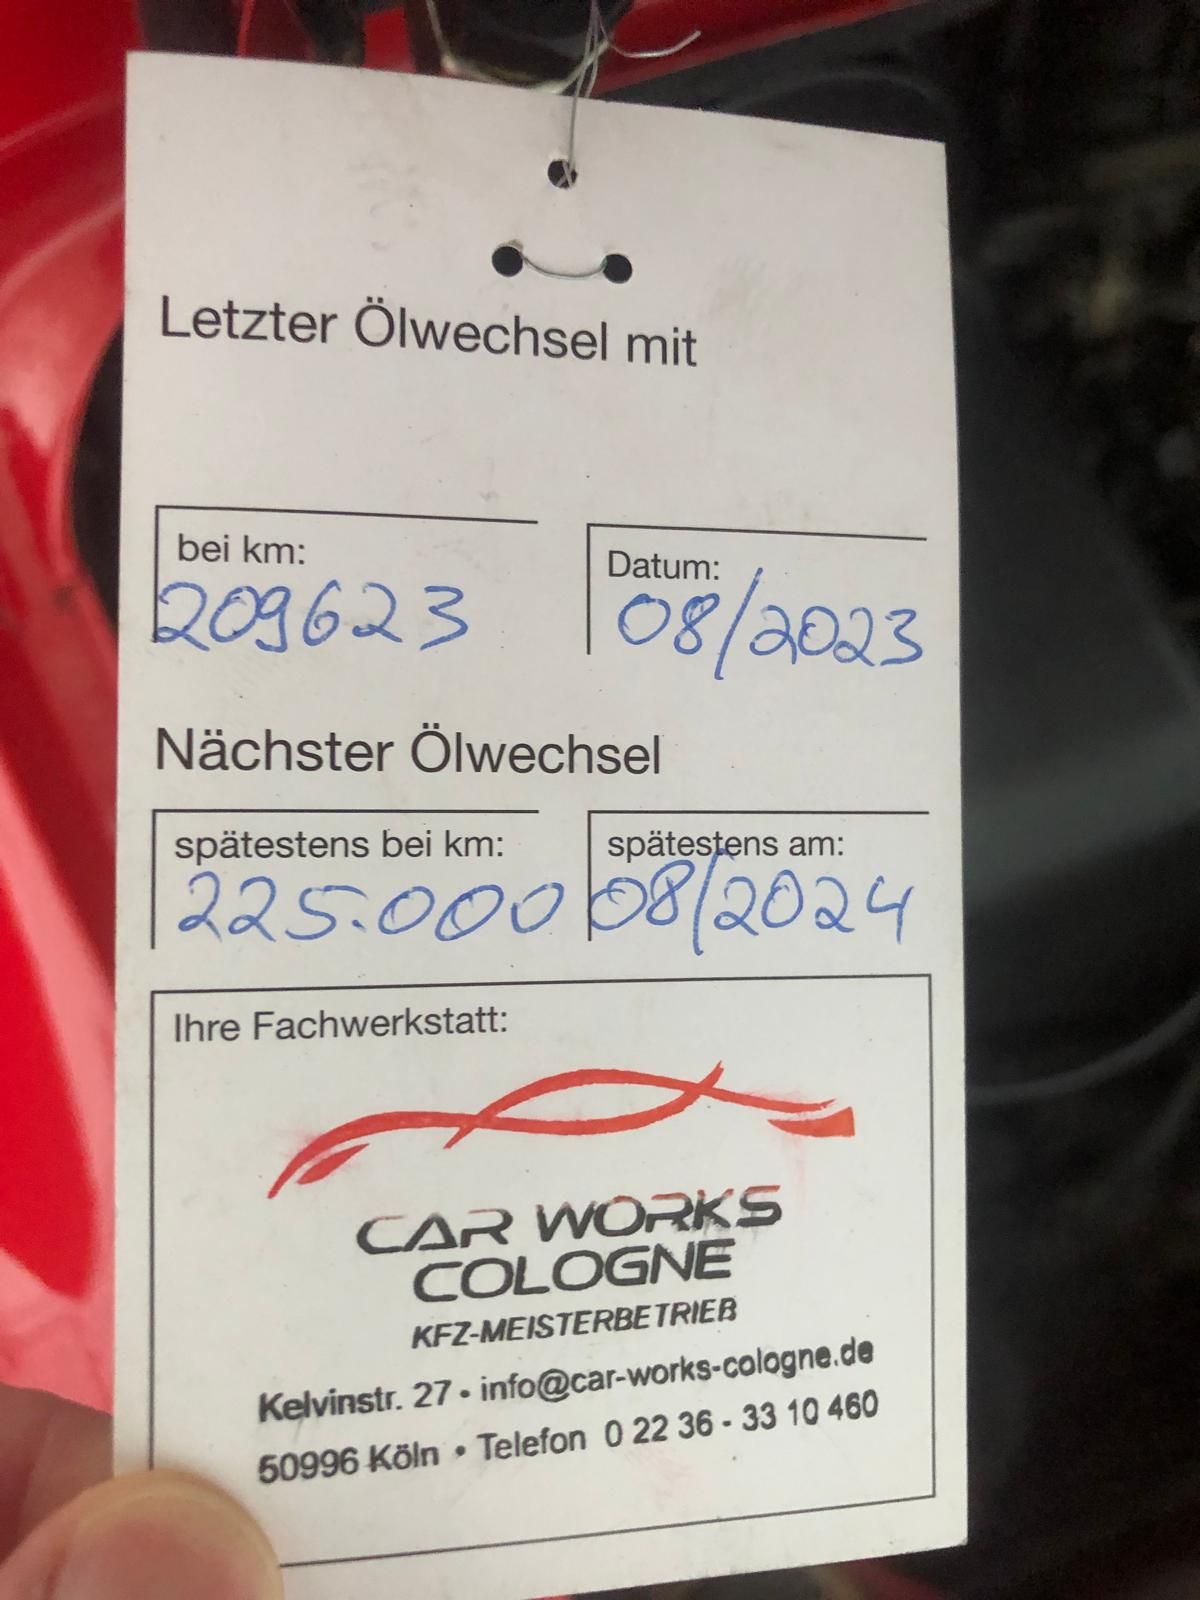 Letzter Ölwechsel mit
bei km:
209623
Datum:
08/2023
Nächster Ölwechsel
spätestens bei km:
225.000
spätestens am:
08/2024
Ihre Fachwerkstatt:
CAR WORKS
COLOGNE
KFZ-MEISTERBETRIEB
Kelvinstr. 27 • info@car-works-cologne.de
50996 Köln • Telefon 0 22 36 - 33 10 460